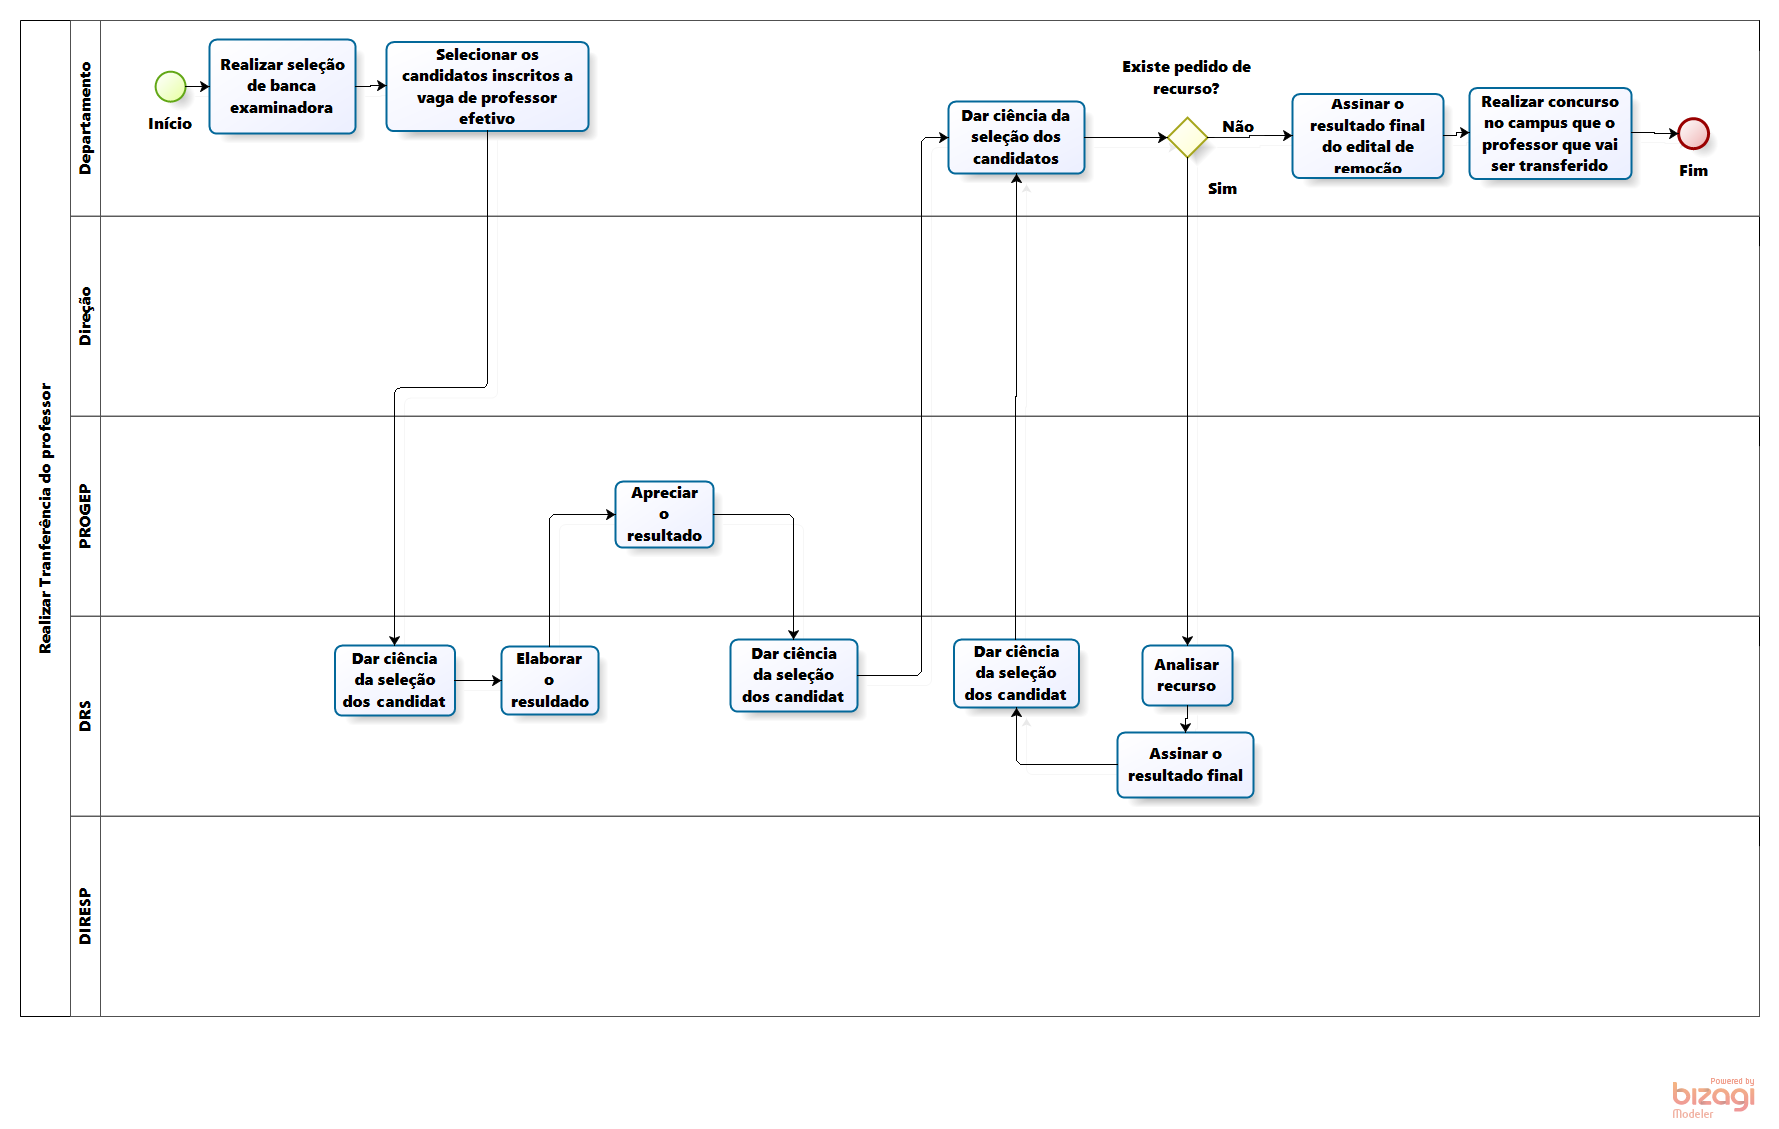 Realizar Tranferência do professor
Departamento
Início
Realizar seleção
de banca
examinadora
Selecionar os
candidatos inscritos a
vaga de professor
efetivo
Dar ciência da
seleção dos
candidatos
Existe pedido de
recurso?
Não
Sim
Assinar o
resultado final
do edital de
remoção
Realizar concurso
no campus que o
professor que vai
ser transferido
Fim
Direção
PROGEP
Apreciar
o
resultado
DRS
Dar ciência
da seleção
dos candidat
Elaborar
o
resuldado
Dar ciência
da seleção
dos candidat
Dar ciência
da seleção
dos candidat
Analisar
recurso
Assinar o
resultado final
DIRESP
Powered by
bizagi
Modeler